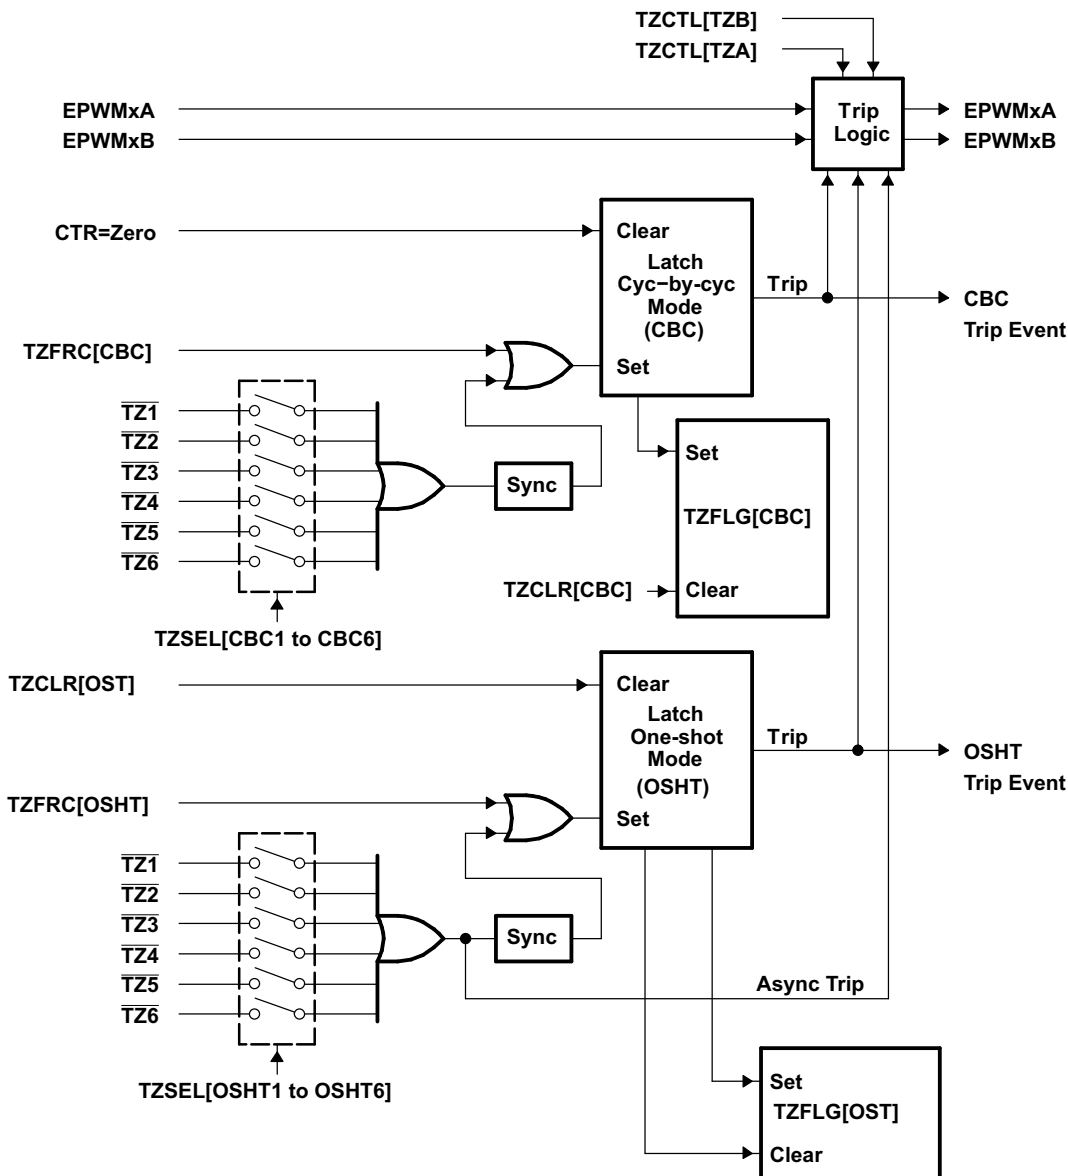 TZCTL[TZB]
TZCTL[TZA]
EPWMxA
EPWMxB
Trip
Logic
EPWMxA
EPWMxB
CTR=Zero
Clear
Latch
Cyc−by-cyc
Mode
(CBC)
Set
Trip
CBC
Trip Event
TZFRC[CBC]
TZ1
TZ2
TZ3
TZ4
TZ5
TZ6
Sync
Set
TZFLG[CBC]
TZCLR[CBC]
Clear
TZSEL[CBC1 to CBC6]
TZCLR[OST]
Clear
Latch
One-shot
Mode
(OSHT)
Set
Trip
OSHT
Trip Event
TZFRC[OSHT]
TZ1
TZ2
TZ3
TZ4
TZ5
TZ6
Sync
Async Trip
TZSEL[OSHT1 to OSHT6]
Set
TZFLG[OST]
Clear